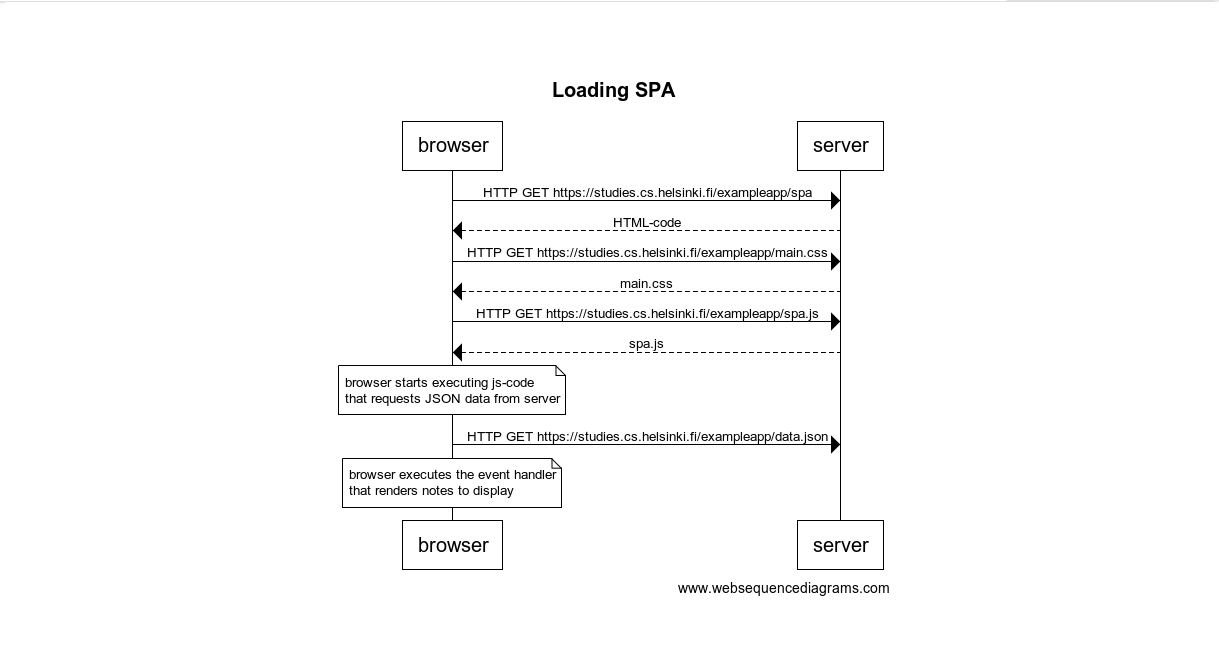 Loading SPA
browser
server
HTTP GET https://studies.cs.helsinki.fi/exampleapp/spa
HTML-code
HTTP GET https://studies.cs.helsinki.fi/exampleapp/main.css
main.css
HTTP GET https://studies.cs.helsinki.fi/exampleapp/spa.js
spa.js
browser starts executing js-code
that requests JSON data from server
HTTP GET https://studies.cs.helsinki.fi/exampleapp/data.json
browser executes the event handler
that renders notes to display
browser
server
www.websequencediagrams.com